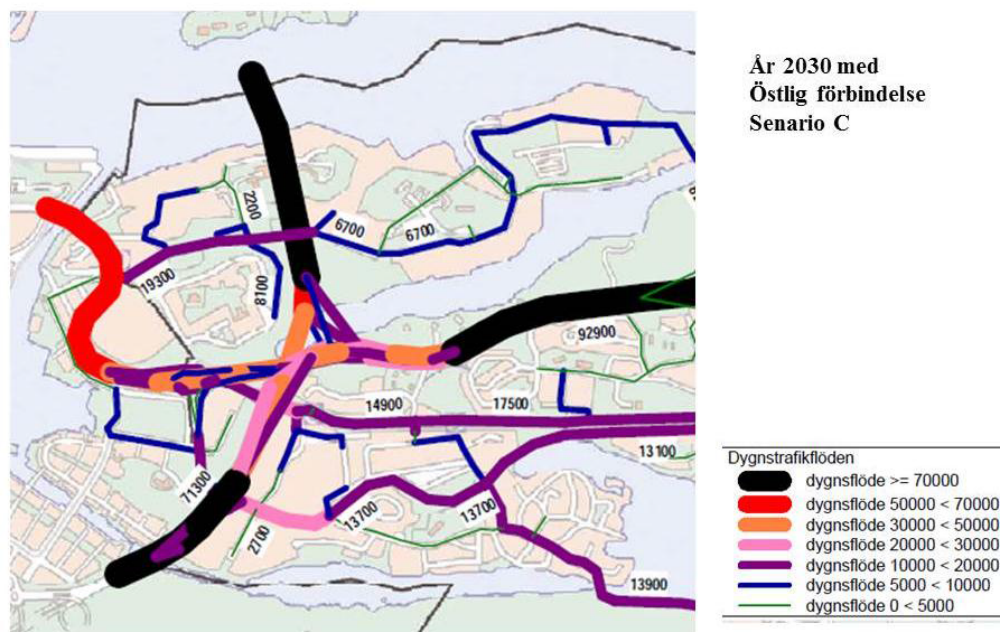 År 2030 med
Östlig förbindelse
Senario C
2200
6700
6700
19300
8100
92900
14900
17500
13100
71300
2700
13700
13700
13900
Dygnstrafikflöden
dygnsflöde >= 70000
dygnsflöde 50000 < 70000
dygnsflöde 30000 < 50000
dygnsflöde 20000 < 30000
dygnsflöde 10000 < 20000
dygnsflöde 5000 < 10000
dygnsflöde 0 < 5000